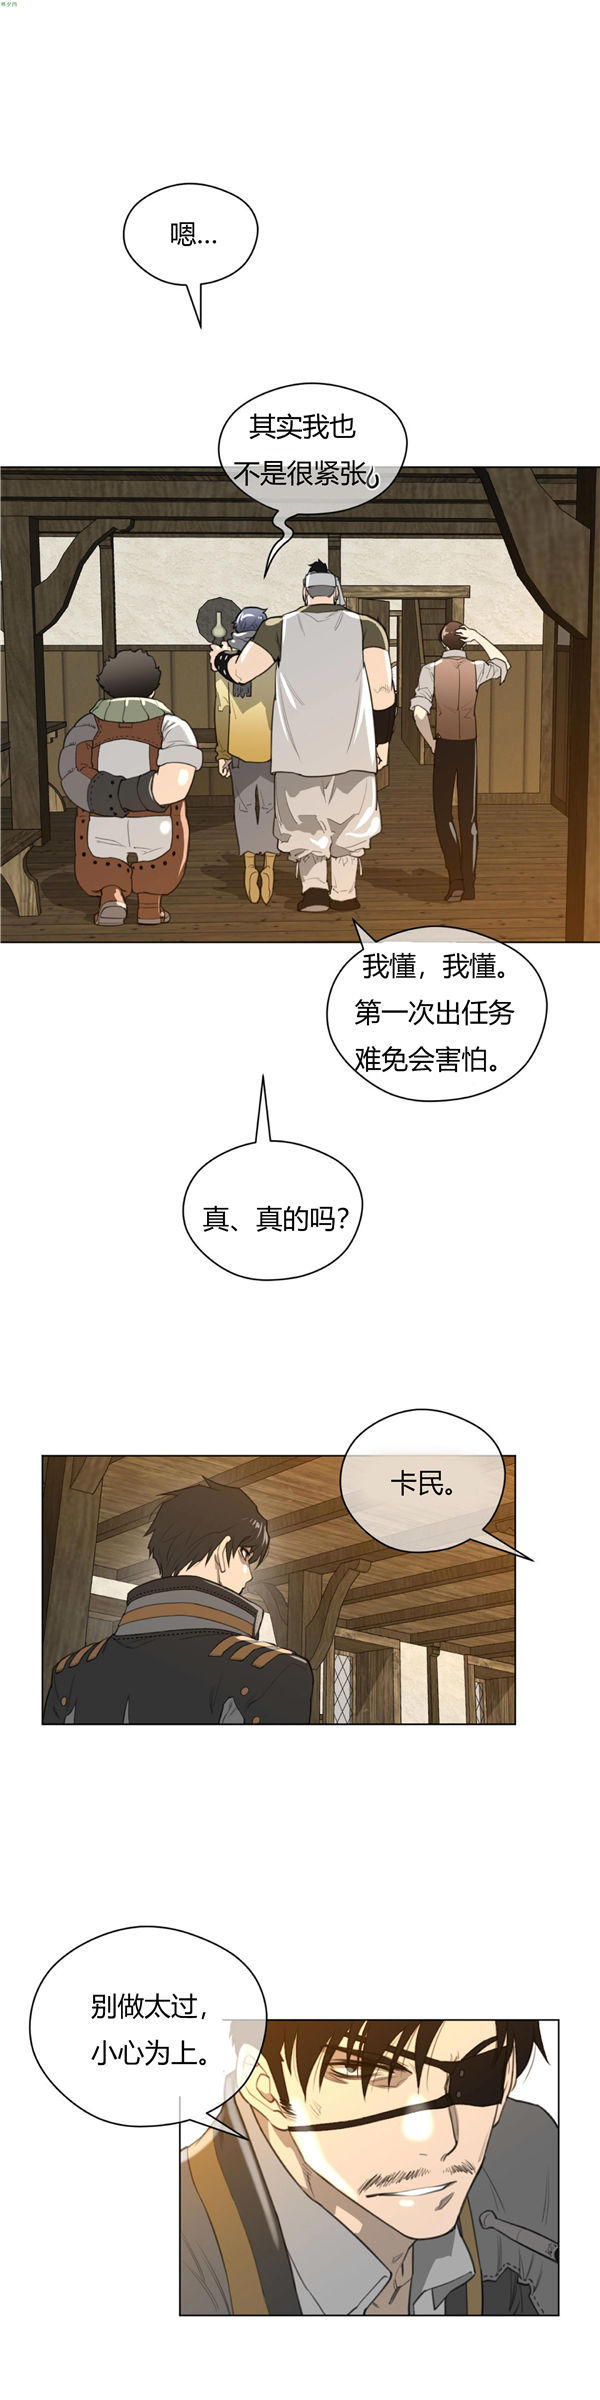 嗯…
其实我也
不是很紧张。
我懂，我懂。
第一次出任务
难免会害怕。
真、真的吗?
卡民。
别做太过，
小心为上。